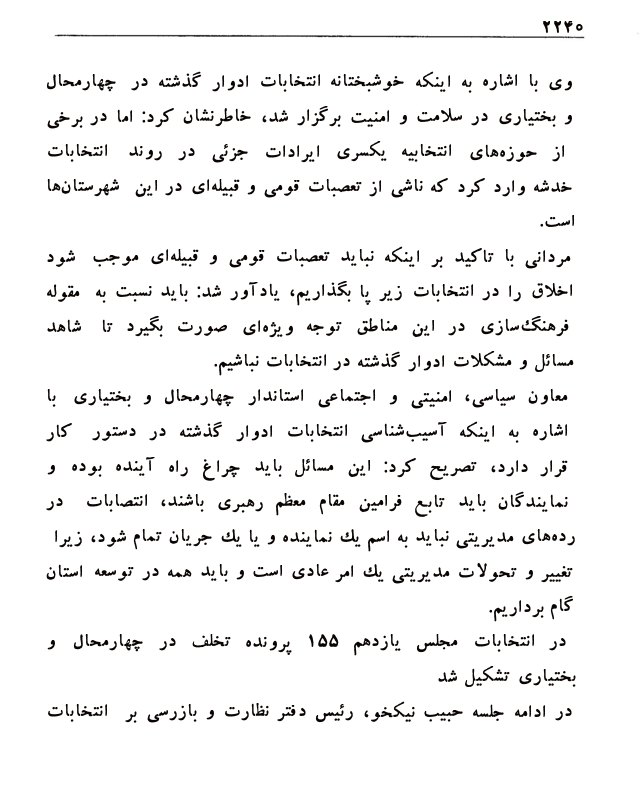 ۲۲۴۰
وی با اشاره به اینکه خوشبختانه انتخابات ادوار گذشته در چهارمحال
و بختیاری در سلامت و امنیت برگزار شد، خاطرنشان کرد: اما در برخی
از حوزه‌های انتخابیه یکسری ایرادات جزئی در روند انتخابات
خدشه وارد کرد که ناشی از تعصبات قومی و قبیله‌ای در این شهرستان‌ها
است.
مردانی با تاکید بر اینکه نباید تعصبات قومی و قبیله‌ای موجب شود
اخلاق را در انتخابات زیر پا بگذاریم، یادآور شد: باید نسبت به مقوله
فرهنگ‌سازی در این مناطق توجه ویژه‌ای صورت بگیرد تا شاهد
مسائل و مشکلات ادوار گذشته در انتخابات نباشیم.
معاون سیاسی، امنیتی و اجتماعی استاندار چهارمحال و بختیاری با
اشاره به اینکه آسیب‌شناسی انتخابات ادوار گذشته در دستور کار
قرار دارد، تصریح کرد: این مسائل باید چراغ راه آینده بوده و
نمایندگان باید تابع فرامین مقام معظم رهبری باشند، انتصابات در
رده‌های مدیریتی نباید به اسم یك نماینده و یا یك جریان تمام شود، زیرا
تغییر و تحولات مدیریتی یك امر عادی است و باید همه در توسعه استان
گام برداریم.
در انتخابات مجلس یازدهم ۱۵۵ پرونده تخلف در چهارمحال و
بختیاری تشکیل شد
در ادامه جلسه حبیب نیکخو، رئیس دفتر نظارت و بازرسی بر انتخابات